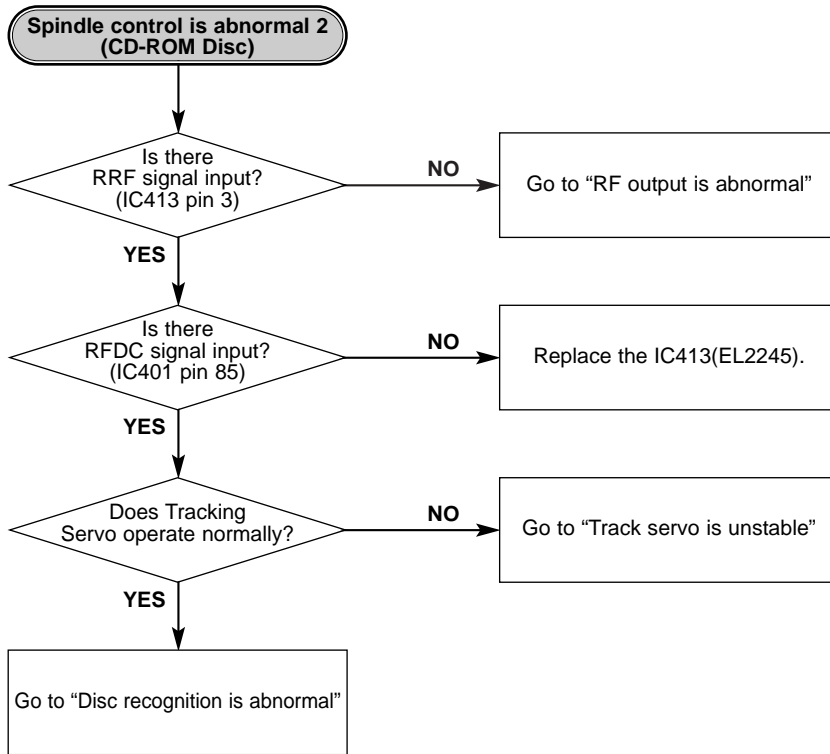 Spindle control is abnormal 2
(CD-ROM Disc)
Is there
RRF signal input?
(IC413 pin 3)
NO
Go to “RF output is abnormal”
YES
Is there
RFDC signal input?
(IC401 pin 85)
NO
Replace the IC413(EL2245).
YES
Does Tracking
Servo operate normally?
NO
Go to “Track servo is unstable”
YES
Go to “Disc recognition is abnormal”